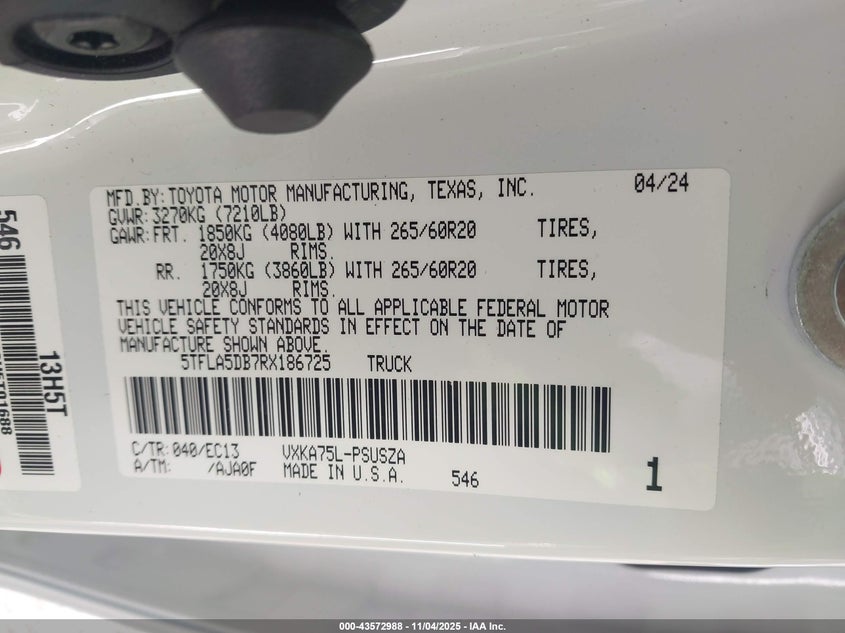 MFD.BY:TOYOTA MOTOR MANUFACTURING, TEXAS, INC. 04/24
GVWR:3270KG (7210LB)
GAWR:FRT. 1850KG (4080LB) WITH 265/60R20 TIRES,
20X8J RIMS.
RR. 1750KG (3860LB) WITH 265/60R20 TIRES,
20X8J RIMS.
THIS VEHICLE CONFORMS TO ALL APPLICABLE FEDERAL MOTOR
VEHICLE SAFETY STANDARDS IN EFFECT ON THE DATE OF
MANUFACTURE SHOWN ABOVE.
5TFLA5DB7RX186725 TRUCK
C/TR:040/EC13 VXKA75L-PSUSZA
A/TM: /AJA0F MADE IN U.S.A. 546 1
546
13H5T
000-43572988 - 11/04/2025 - IAA Inc.